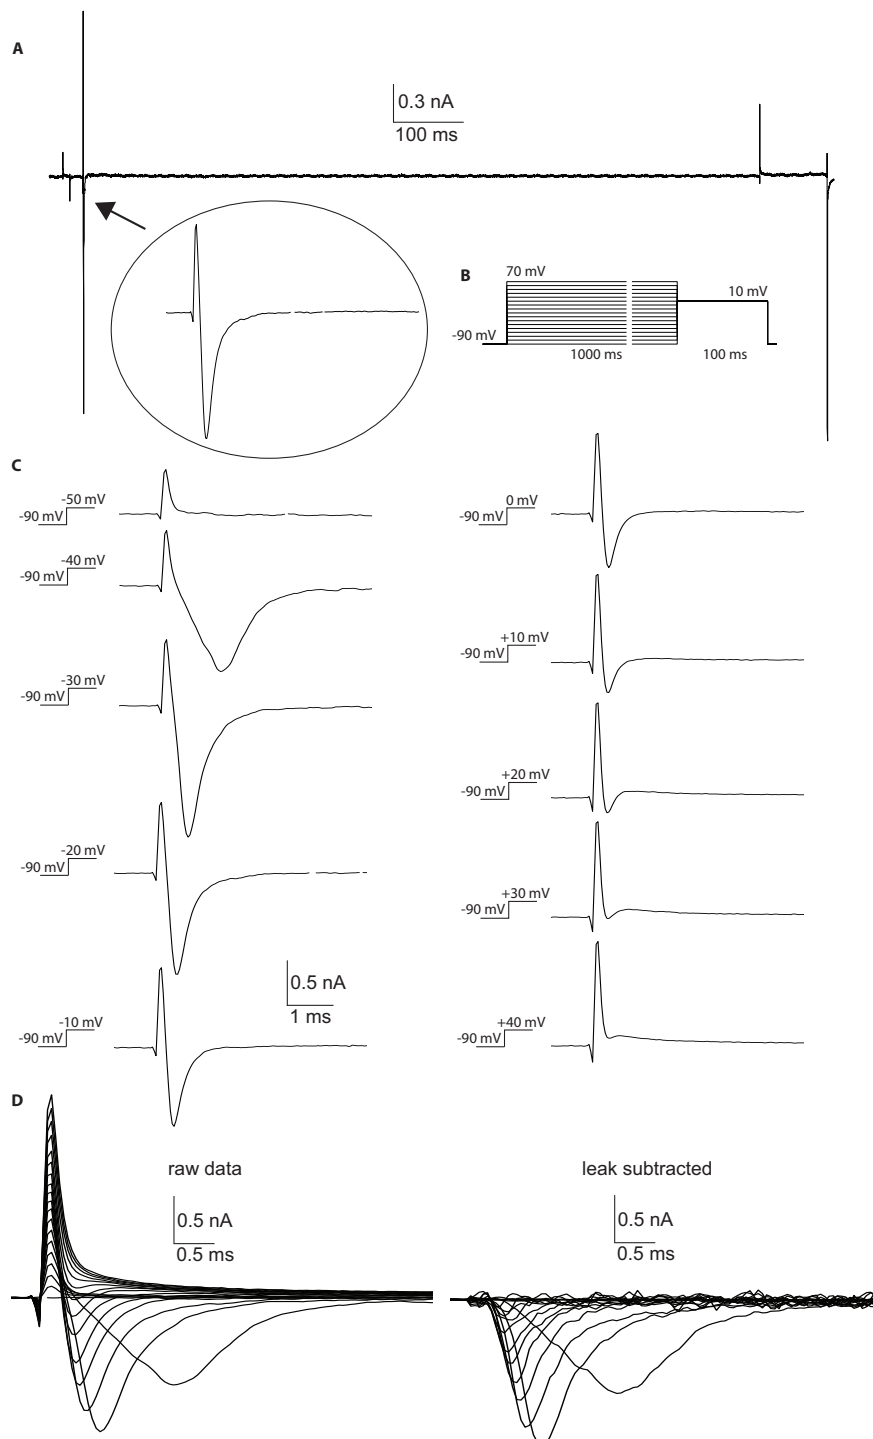 A
0.3 nA
100 ms
B
70 mV
10 mV
-90 mV
1000 ms
100 ms
C
-50 mV
-90 mV
-40 mV
-90 mV
-30 mV
-90 mV
-20 mV
-90 mV
-10 mV
-90 mV
0.5 nA
1 ms
0 mV
-90 mV
+10 mV
-90 mV
+20 mV
-90 mV
+30 mV
-90 mV
+40 mV
-90 mV
D
raw data
0.5 nA
0.5 ms
leak subtracted
0.5 nA
0.5 ms